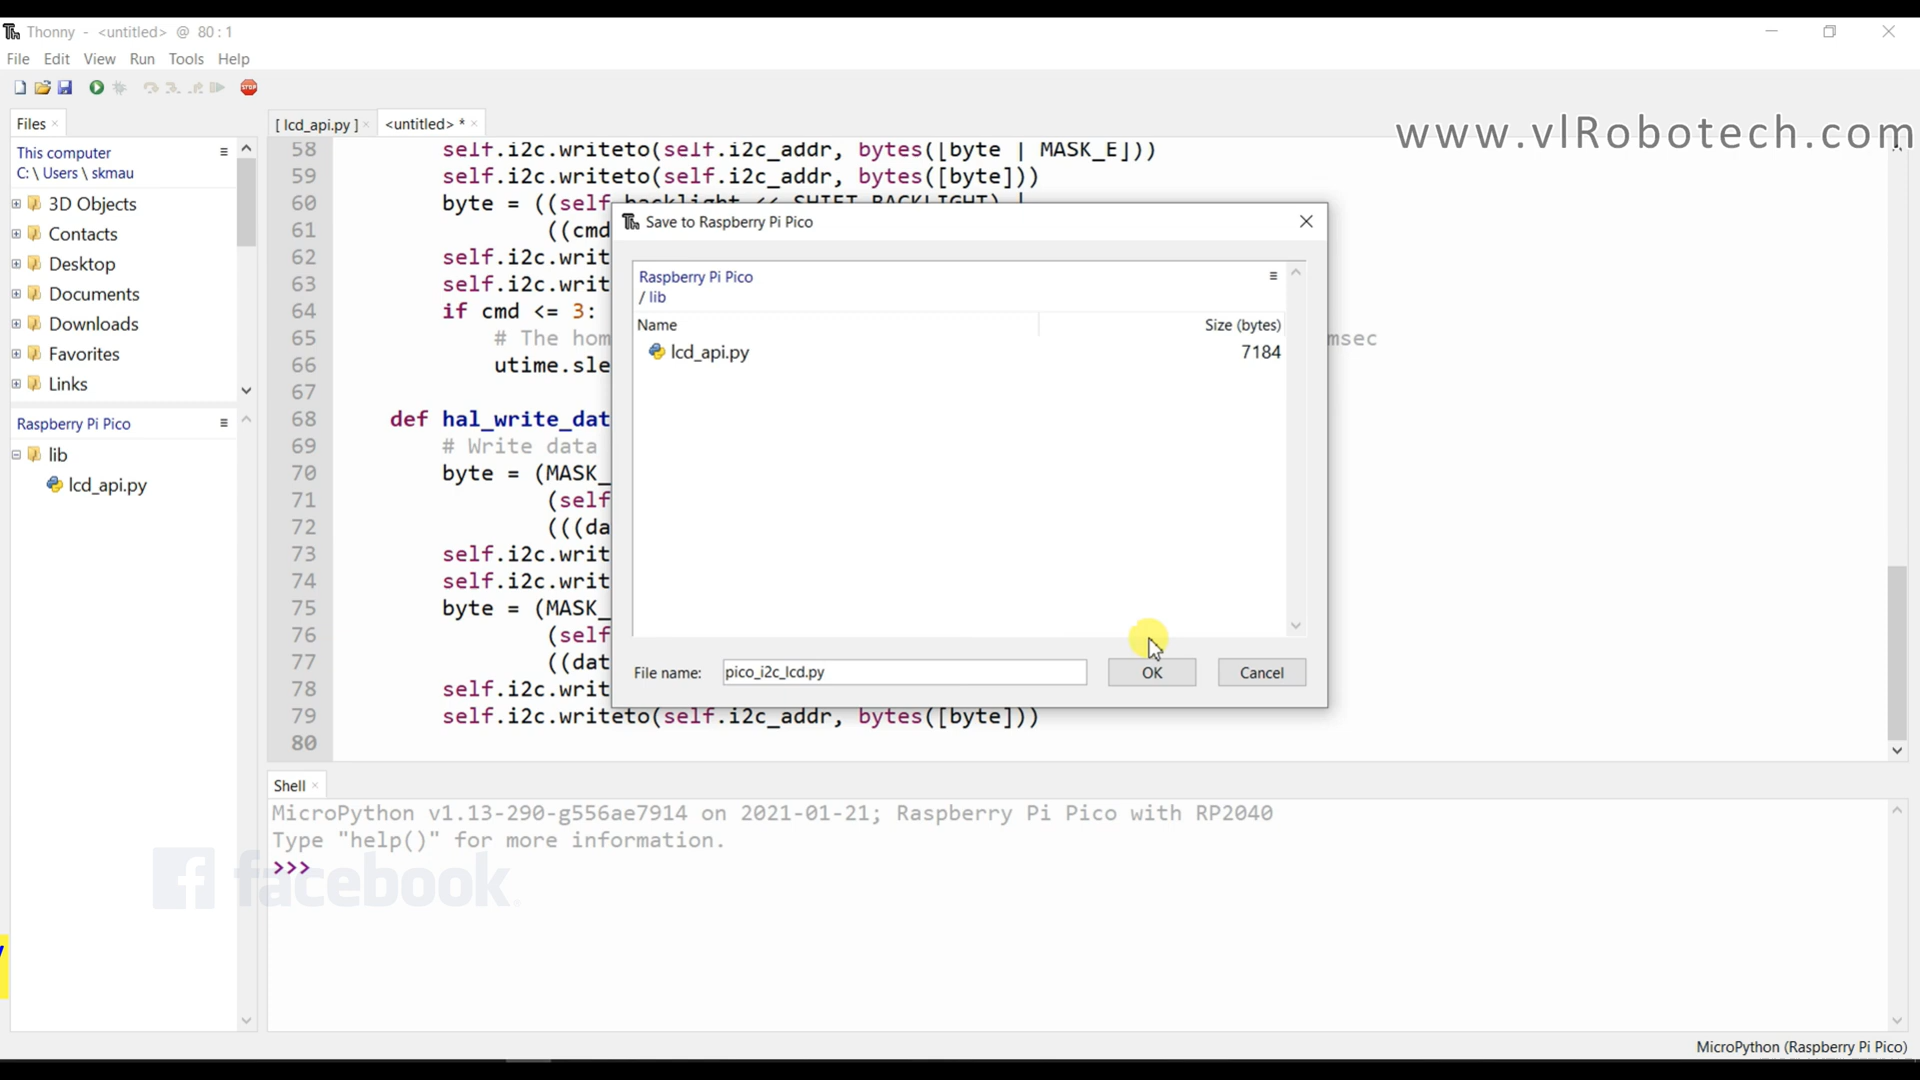 Thonny - <untitled> @ 80 : 1
File Edit View Run Tools Help
STOP
Files
[ lcd_api.py ]
<untitled> *
www.vlRobotech.com
This computer
C: \ Users \ skmau
3D Objects
Contacts
Desktop
Documents
Downloads
Favorites
Links
Raspberry Pi Pico
lib
lcd_api.py
58 self.i2c.writeto(self.i2c_addr, bytes([byte | MASK_E]))
59 self.i2c.writeto(self.i2c_addr, bytes([byte]))
60 byte = ((self.backlight << SHIFT_BACKLIGHT) |
61 ((cmd
62 self.i2c.writ
63 self.i2c.writ
64 if cmd <= 3:
65 # The hom msec
66 utime.sle
67
68 def hal_write_dat
69 # Write data
70 byte = (MASK_
71 (self
72 (((da
73 self.i2c.writ
74 self.i2c.writ
75 byte = (MASK_
76 (self
77 ((dat
78 self.i2c.writ
79 self.i2c.writeto(self.i2c_addr, bytes([byte]))
80
Save to Raspberry Pi Pico
Raspberry Pi Pico
/ lib
Name Size (bytes)
lcd_api.py 7184
File name: pico_i2c_lcd.py OK Cancel
Shell
MicroPython v1.13-290-g556ae7914 on 2021-01-21; Raspberry Pi Pico with RP2040
Type "help()" for more information.
>>>
facebook
MicroPython (Raspberry Pi Pico)